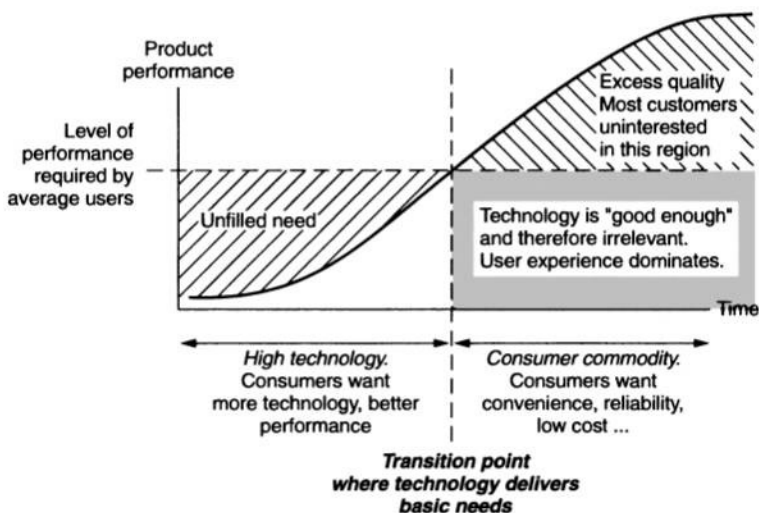 Product
performance
Level of
performance
required by
average users
Unfilled need
Excess quality
Most customers
uninterested
in this region
Technology is "good enough"
and therefore irrelevant.
User experience dominates.
Time
High technology.
Consumers want
more technology, better
performance
Consumer commodity.
Consumers want
convenience, reliability,
low cost ...
Transition point
where technology delivers
basic needs